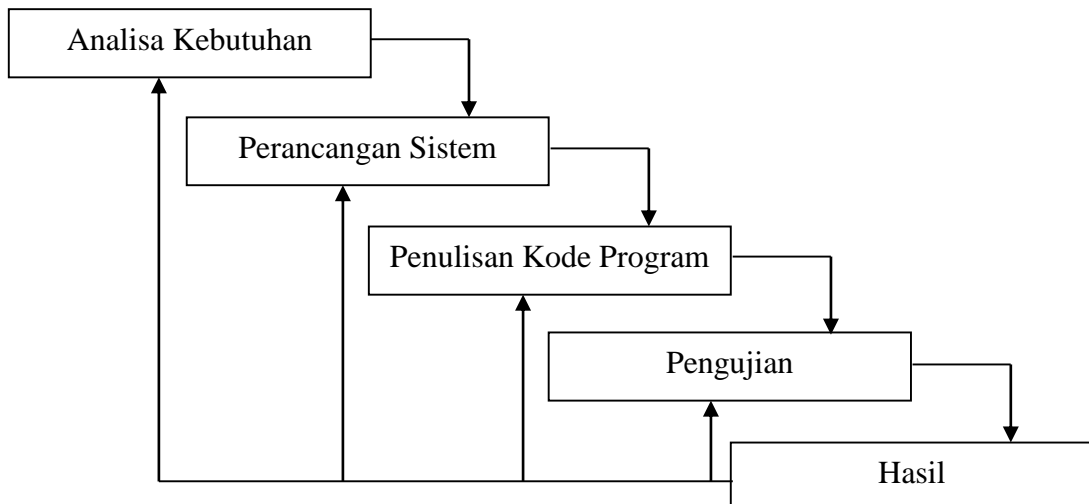 Analisa Kebutuhan
Perancangan Sistem
Penulisan Kode Program
Pengujian
Hasil